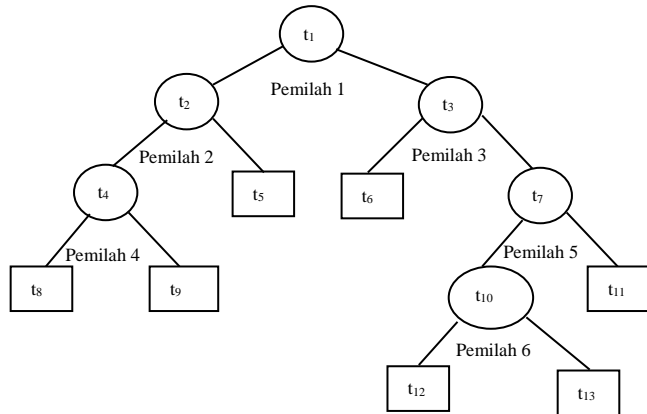 t₁
Pemilah 1
t₂
t₃
Pemilah 2
Pemilah 3
t₄
t₅
t₆
t₇
Pemilah 4
Pemilah 5
t₈
t₉
t₁₀
t₁₁
Pemilah 6
t₁₂
t₁₃